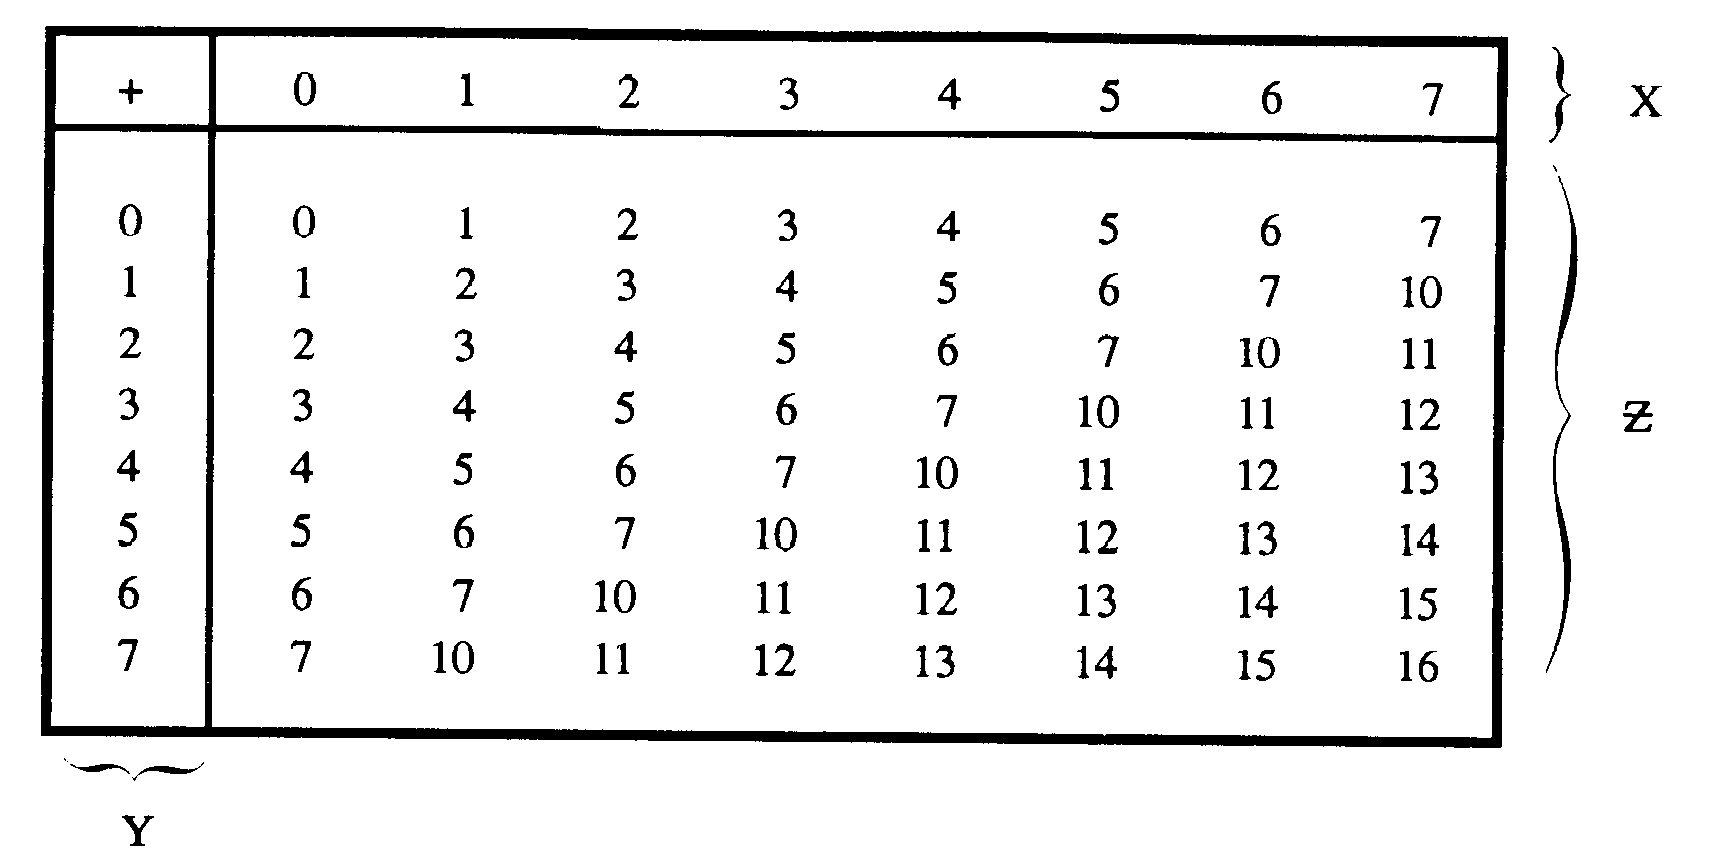 + 0 1 2 3 4 5 6 7 X
0 0 1 2 3 4 5 6 7
1 1 2 3 4 5 6 7 10
2 2 3 4 5 6 7 10 11
3 3 4 5 6 7 10 11 12 Z
4 4 5 6 7 10 11 12 13
5 5 6 7 10 11 12 13 14
6 6 7 10 11 12 13 14 15
7 7 10 11 12 13 14 15 16
Y